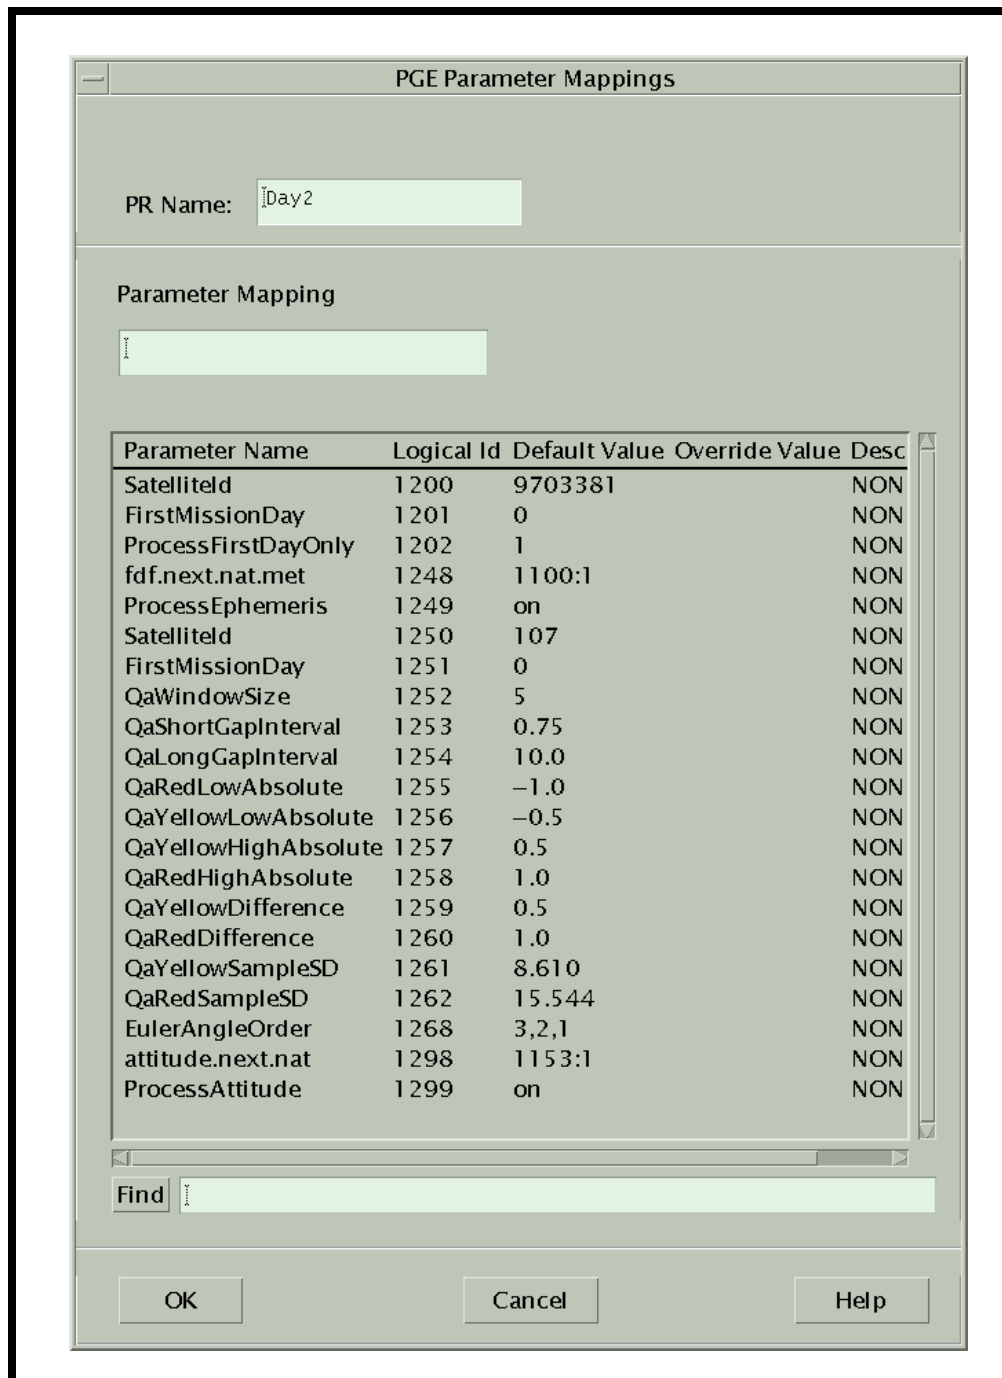 PGE Parameter Mappings
PR Name: Day2
Parameter Mapping
Parameter Name Logical Id Default Value Override Value Desc
SatelliteId 1200 9703381 NON
FirstMissionDay 1201 0 NON
ProcessFirstDayOnly 1202 1 NON
fdf.next.nat.met 1248 1100:1 NON
ProcessEphemeris 1249 on NON
SatelliteId 1250 107 NON
FirstMissionDay 1251 0 NON
QaWindowSize 1252 5 NON
QaShortGapInterval 1253 0.75 NON
QaLongGapInterval 1254 10.0 NON
QaRedLowAbsolute 1255 −1.0 NON
QaYellowLowAbsolute 1256 −0.5 NON
QaYellowHighAbsolute 1257 0.5 NON
QaRedHighAbsolute 1258 1.0 NON
QaYellowDifference 1259 0.5 NON
QaRedDifference 1260 1.0 NON
QaYellowSampleSD 1261 8.610 NON
QaRedSampleSD 1262 15.544 NON
EulerAngleOrder 1268 3,2,1 NON
attitude.next.nat 1298 1153:1 NON
ProcessAttitude 1299 on NON
Find
OK Cancel Help